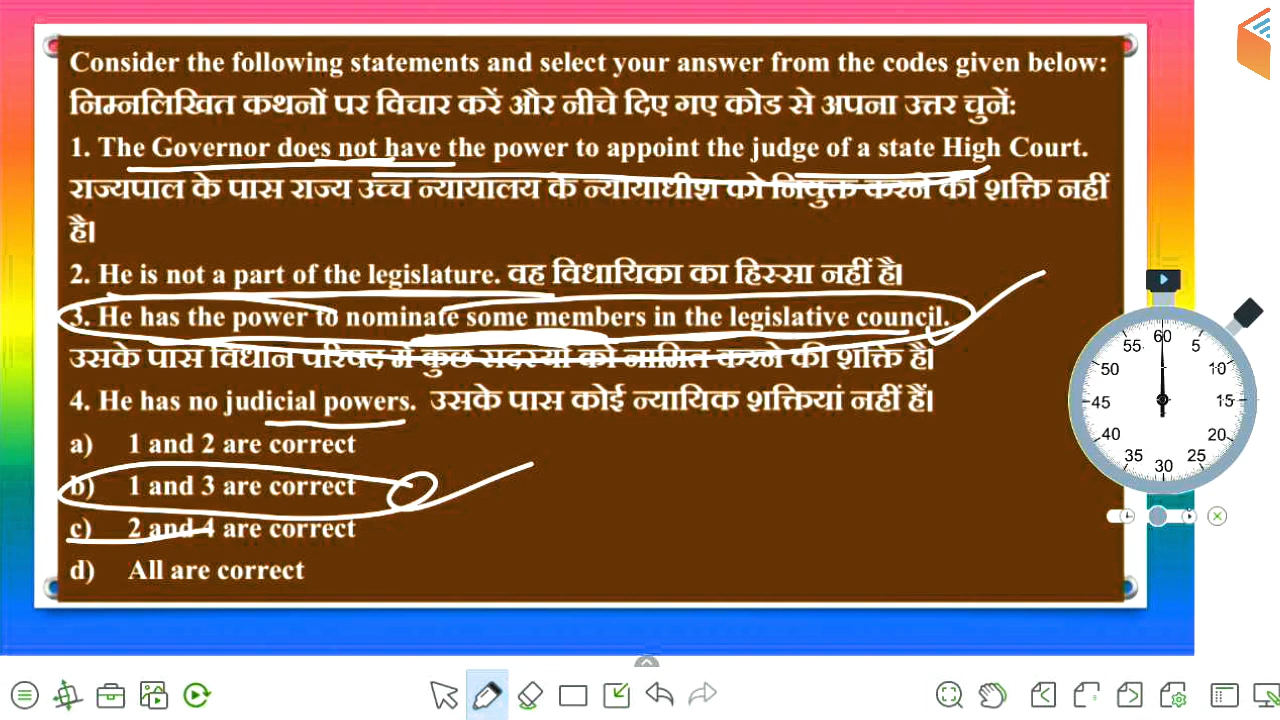 Consider the following statements and select your answer from the codes given below:
निम्नलिखित कथनों पर विचार करें और नीचे दिए गए कोड से अपना उत्तर चुनें:
1. The Governor does not have the power to appoint the judge of a state High Court.
राज्यपाल के पास राज्य उच्च न्यायालय के न्यायाधीश को नियुक्त करने की शक्ति नहीं
है।
2. He is not a part of the legislature. वह विधायिका का हिस्सा नहीं है।
3. He has the power to nominate some members in the legislative council.
उसके पास विधान परिषद में कुछ सदस्यों को नामित करने की शक्ति है।
4. He has no judicial powers. उसके पास कोई न्यायिक शक्तियां नहीं हैं।
a) 1 and 2 are correct
b) 1 and 3 are correct
c) 2 and 4 are correct
d) All are correct
60
55 5
50 10
45 15
40 20
35 25
30